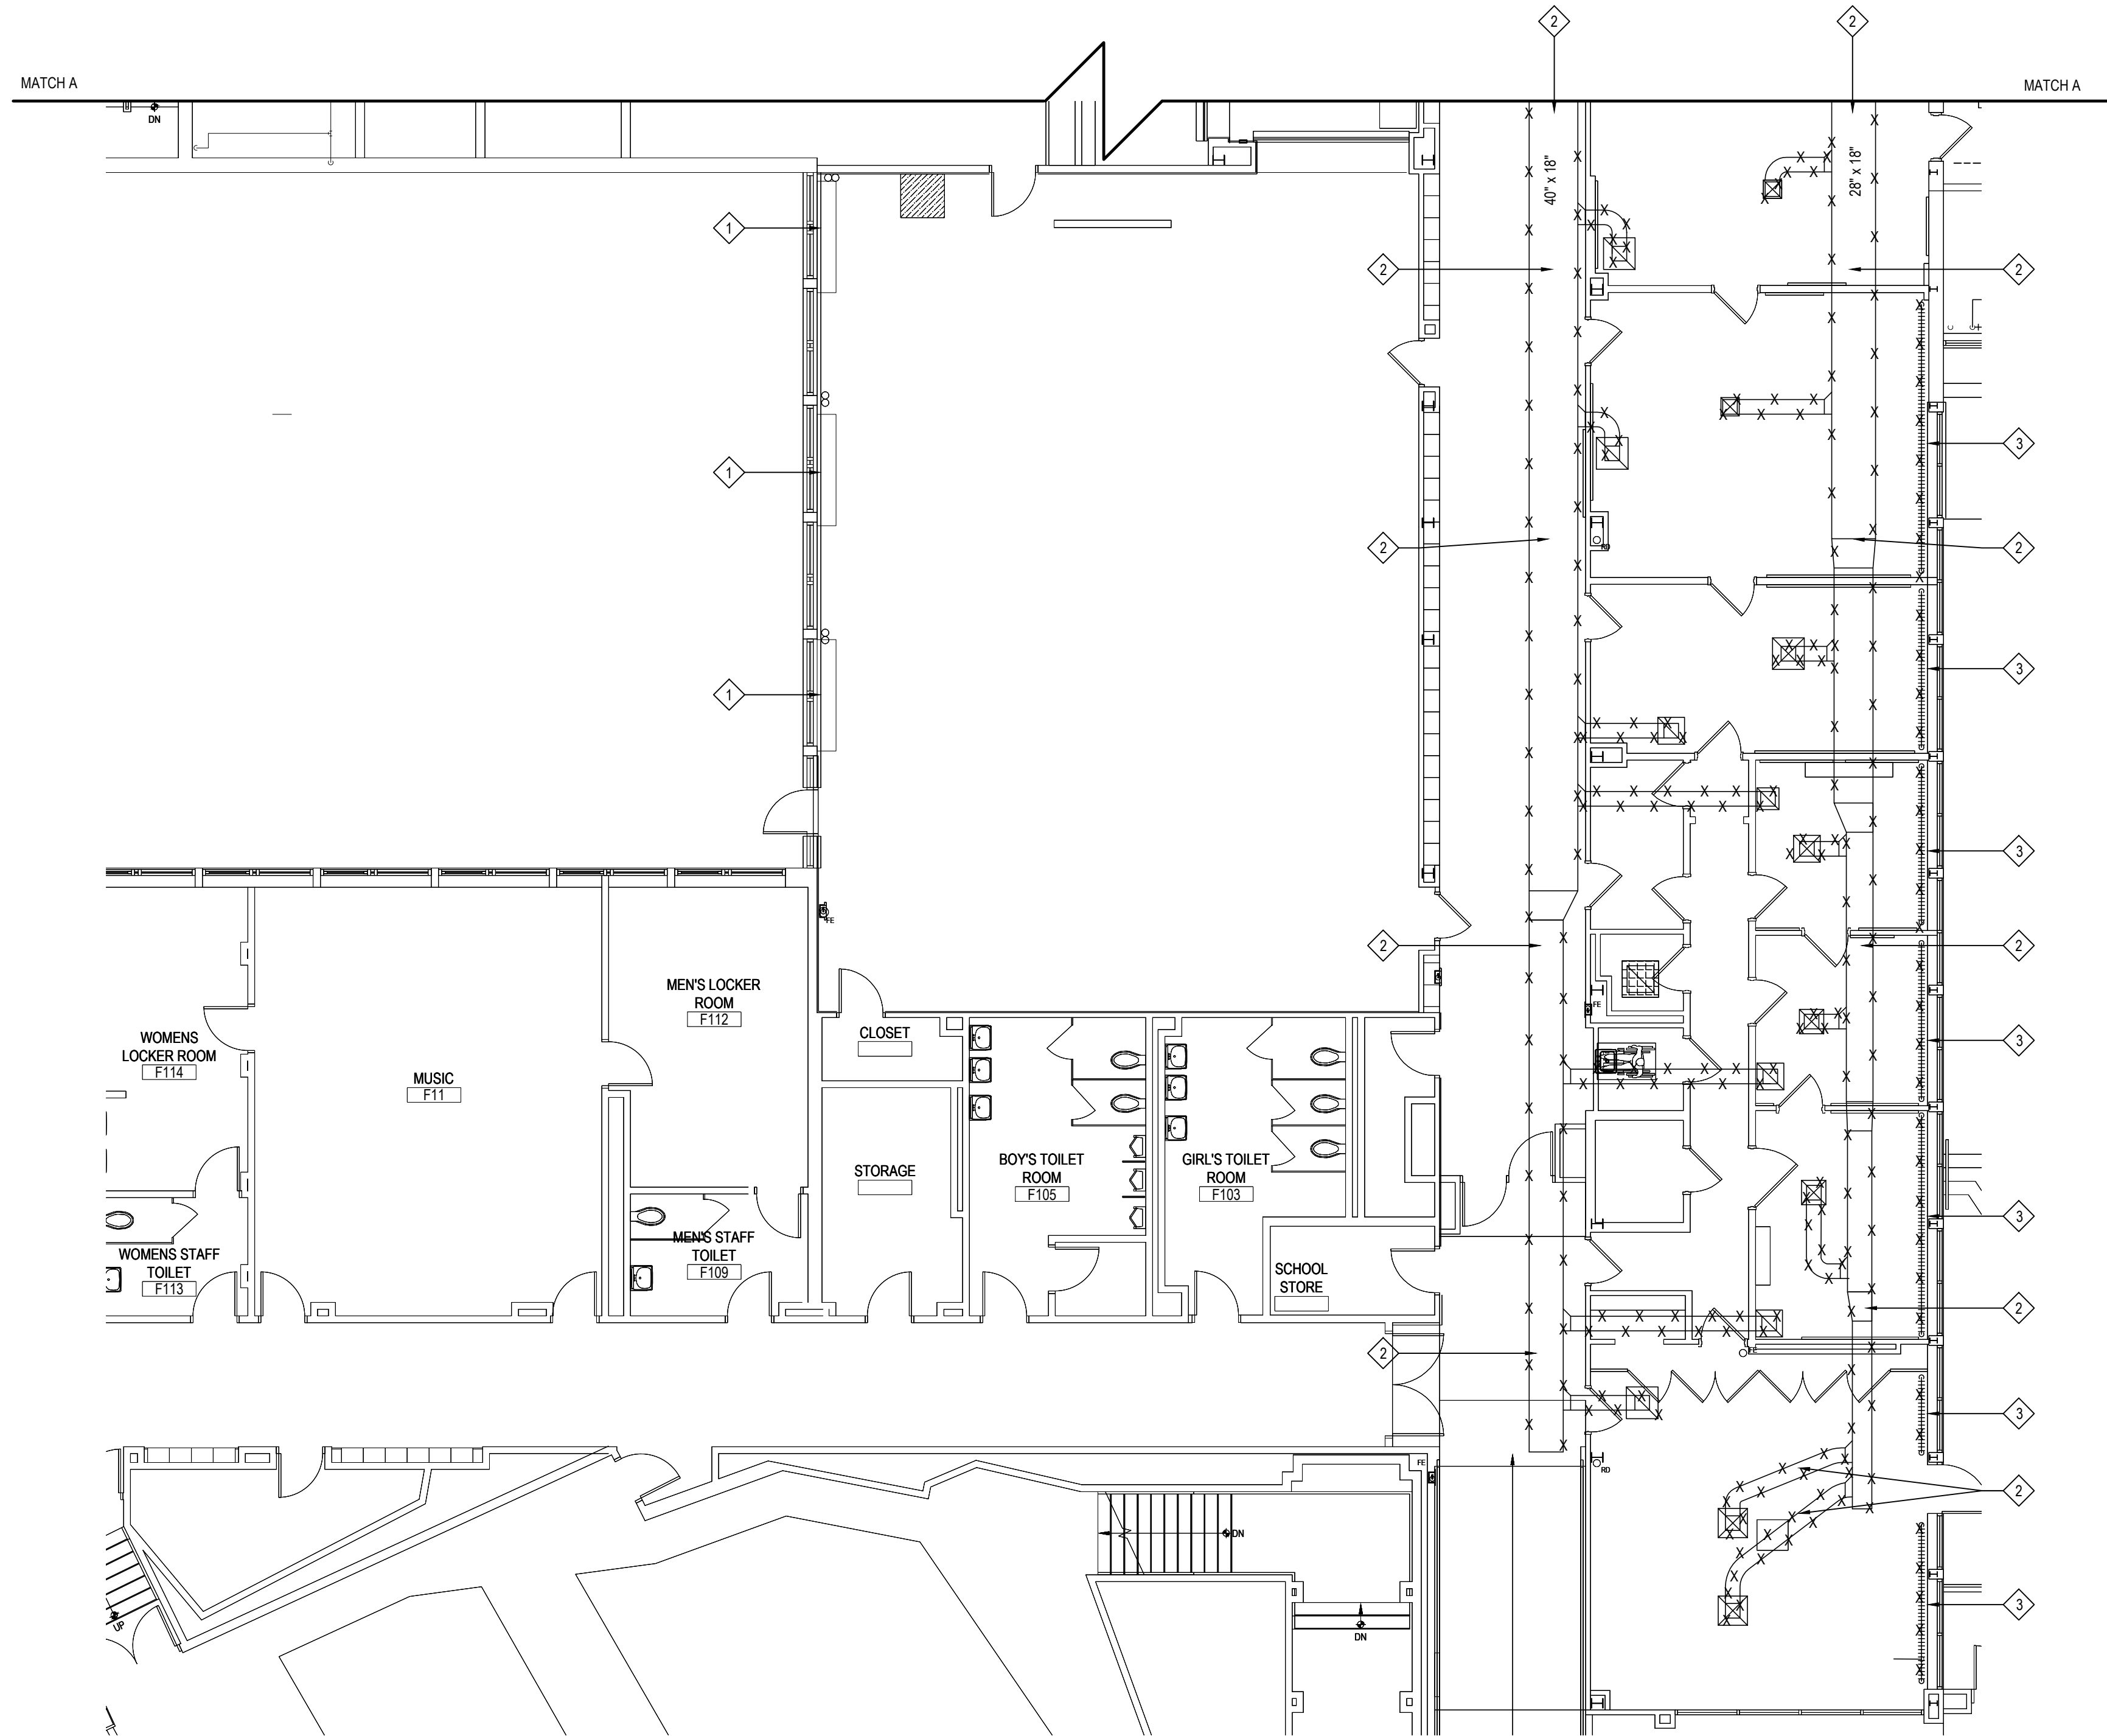 2
2
MATCH A
MATCH A
DN
40" x 18"
28" x 18"
1
2
2
3
1
RD
2
2
3
1
3
FE
2
2
MEN'S LOCKER
ROOM
F112
FE
CLOSET
3
WOMENS
LOCKER ROOM
F114
MUSIC
F11
STORAGE
BOY'S TOILET
ROOM
F105
GIRL'S TOILET
ROOM
F103
3
MEN'S STAFF
TOILET
F109
WOMENS STAFF
TOILET
F113
SCHOOL
STORE
2
2
FE
3
FE
RD
2
DN
3
UP
DN